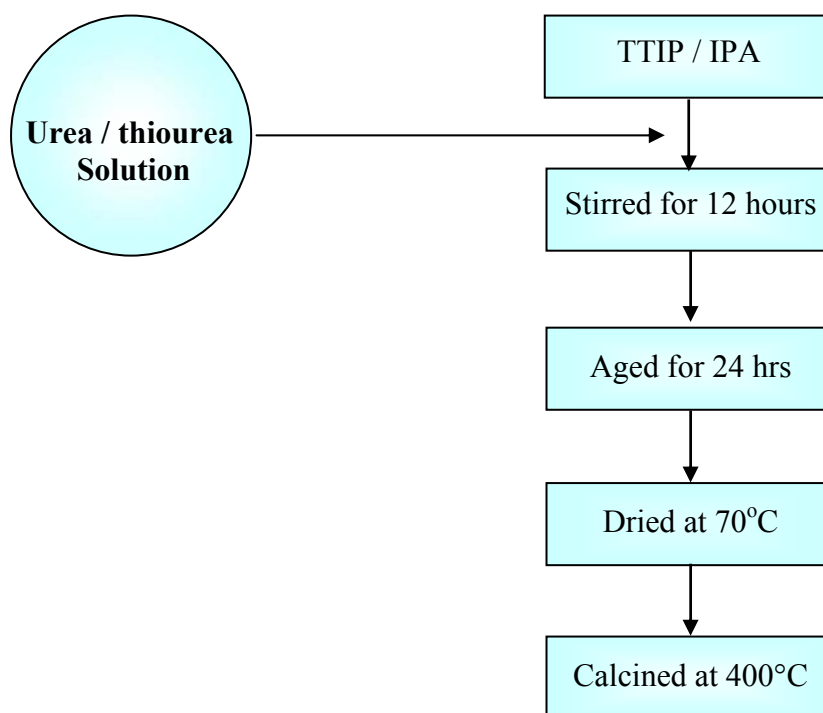 TTIP / IPA
Urea / thiourea
Solution
Stirred for 12 hours
Aged for 24 hrs
Dried at 70°C
Calcined at 400°C